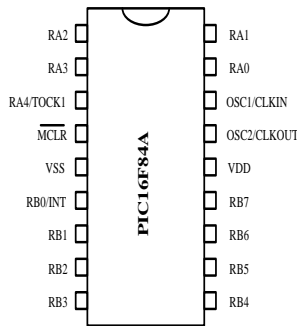 RA2 RA1
RA3 RA0
RA4/TOCK1 OSC1/CLKIN
MCLR OSC2/CLKOUT
VSS VDD
RB0/INT RB7
RB1 RB6
RB2 RB5
RB3 RB4
PIC16F84A